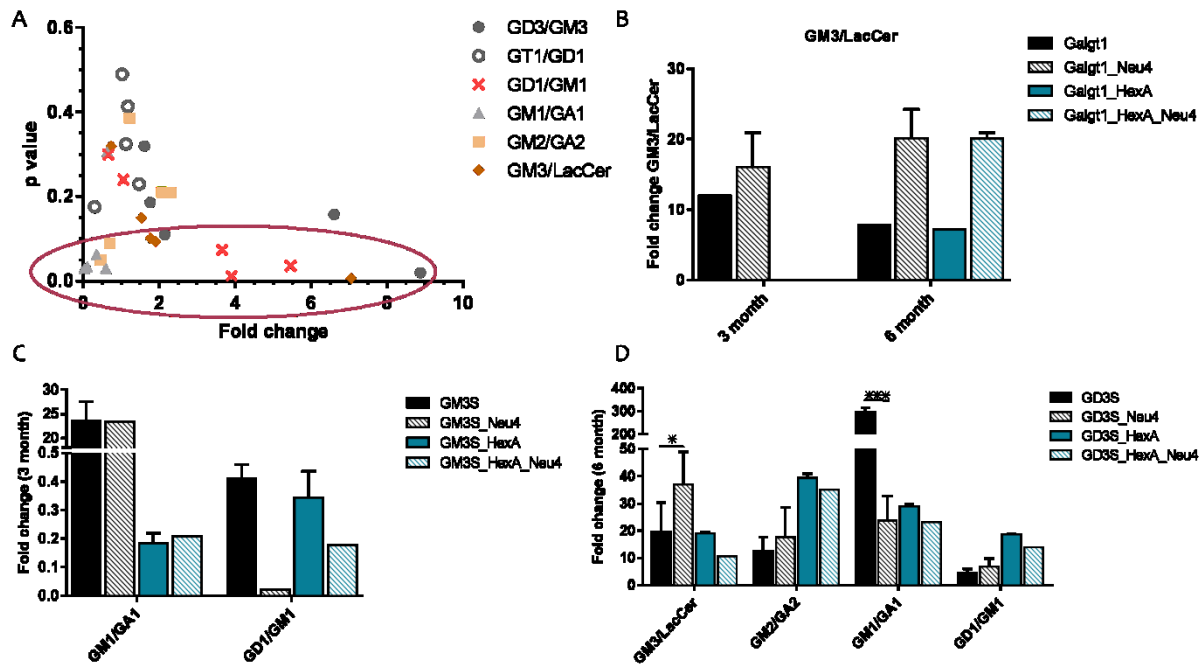 A
p value
0.6
0.4
0.2
0.0
0
2
4
6
8
10
Fold change
GD3/GM3
GT1/GD1
GD1/GM1
GM1/GA1
GM2/GA2
GM3/LacCer
B
GM3/LacCer
Fold change GM3/LacCer
30
20
10
0
3 month
6 month
Galgt1
Galgt1_Neu4
Galgt1_HexA
Galgt1_HexA_Neu4
C
Fold change (3 month)
30
25
20
0.5
0.4
0.3
0.2
0.1
0.0
GM1/GA1
GD1/GM1
GM3S
GM3S_Neu4
GM3S_HexA
GM3S_HexA_Neu4
D
Fold change (6 month)
400
300
200
100
50
40
30
20
10
0
*
***
GM3/LacCer
GM2/GA2
GM1/GA1
GD1/GM1
GD3S
GD3S_Neu4
GD3S_HexA
GD3S_HexA_Neu4